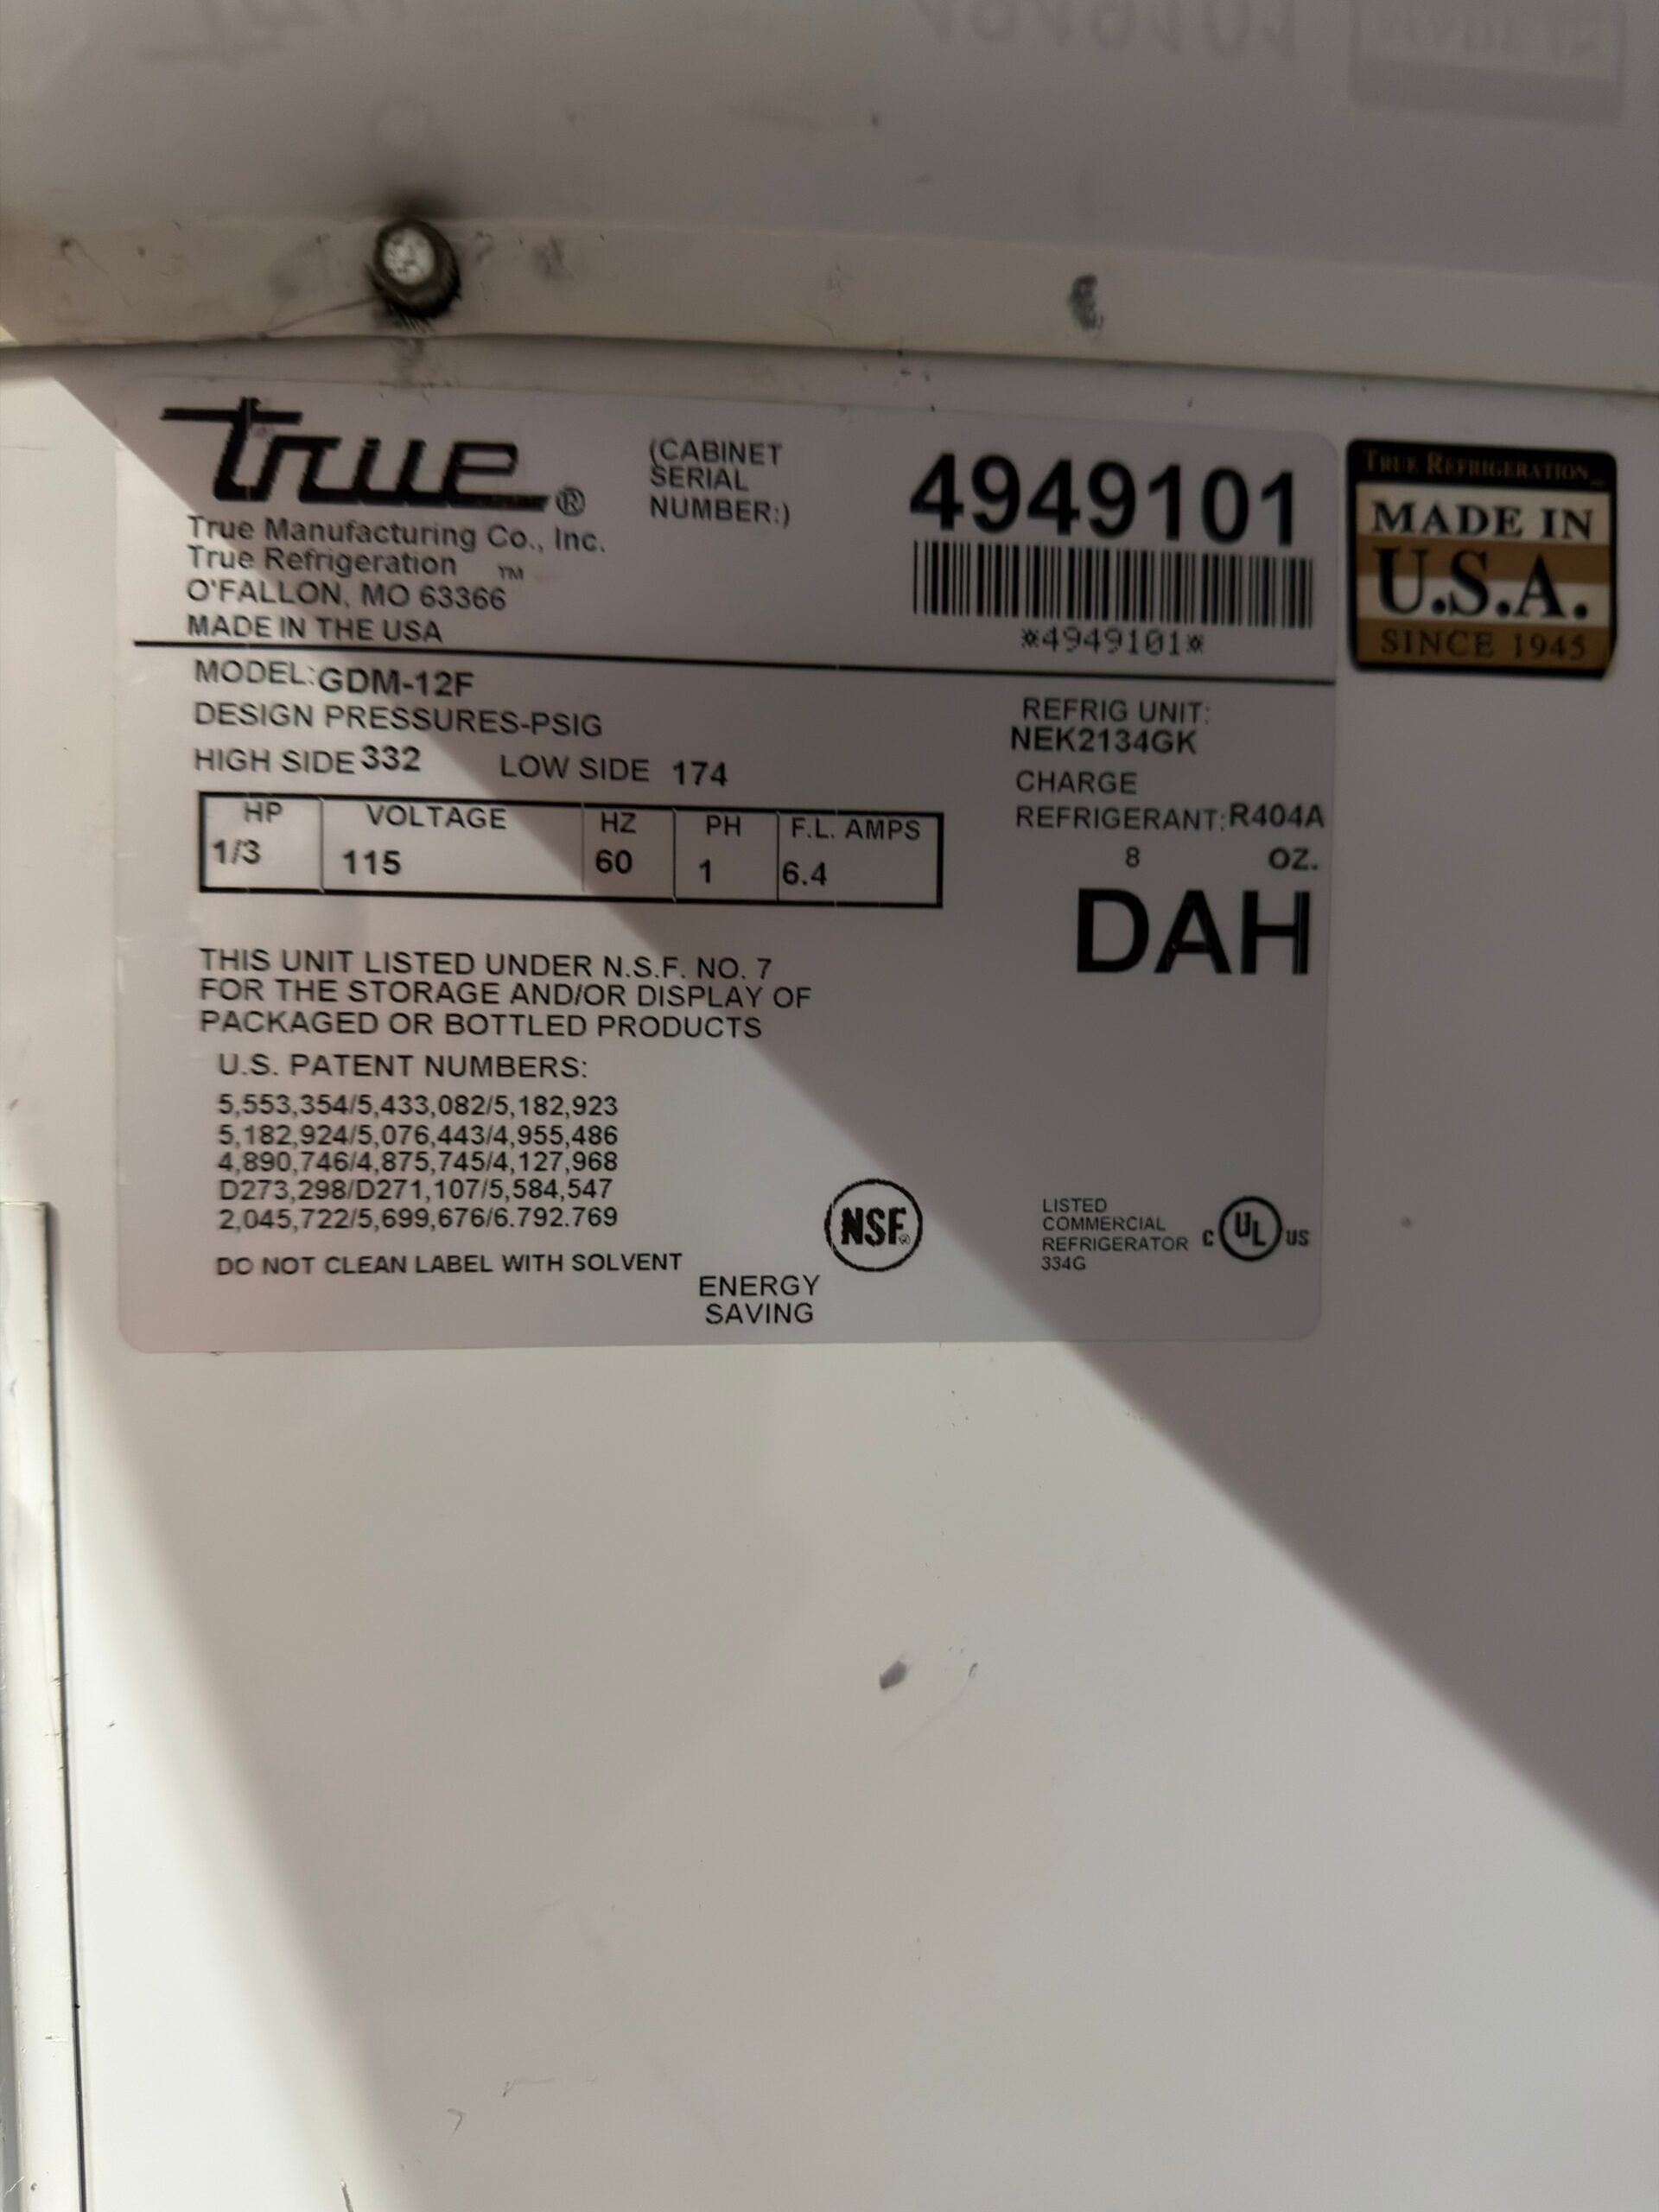 true®
True Manufacturing Co., Inc.
True Refrigeration ™
O'FALLON, MO 63366
MADE IN THE USA
(CABINET
SERIAL
NUMBER:)
4949101
*4949101*
TRUE REFRIGERATION
MADE IN
U.S.A.
SINCE 1945
MODEL:GDM-12F
DESIGN PRESSURES-PSIG
HIGH SIDE 332 LOW SIDE 174
REFRIG UNIT:
NEK2134GK
CHARGE
REFRIGERANT:R404A
8 OZ.
DAH
HP VOLTAGE HZ PH F.L. AMPS
1/3 115 60 1 6.4
THIS UNIT LISTED UNDER N.S.F. NO. 7
FOR THE STORAGE AND/OR DISPLAY OF
PACKAGED OR BOTTLED PRODUCTS
U.S. PATENT NUMBERS:
5,553,354/5,433,082/5,182,923
5,182,924/5,076,443/4,955,486
4,890,746/4,875,745/4,127,968
D273,298/D271,107/5,584,547
2,045,722/5,699,676/6.792.769
DO NOT CLEAN LABEL WITH SOLVENT
ENERGY
SAVING
NSF®
LISTED
COMMERCIAL
REFRIGERATOR
334G
C UL US